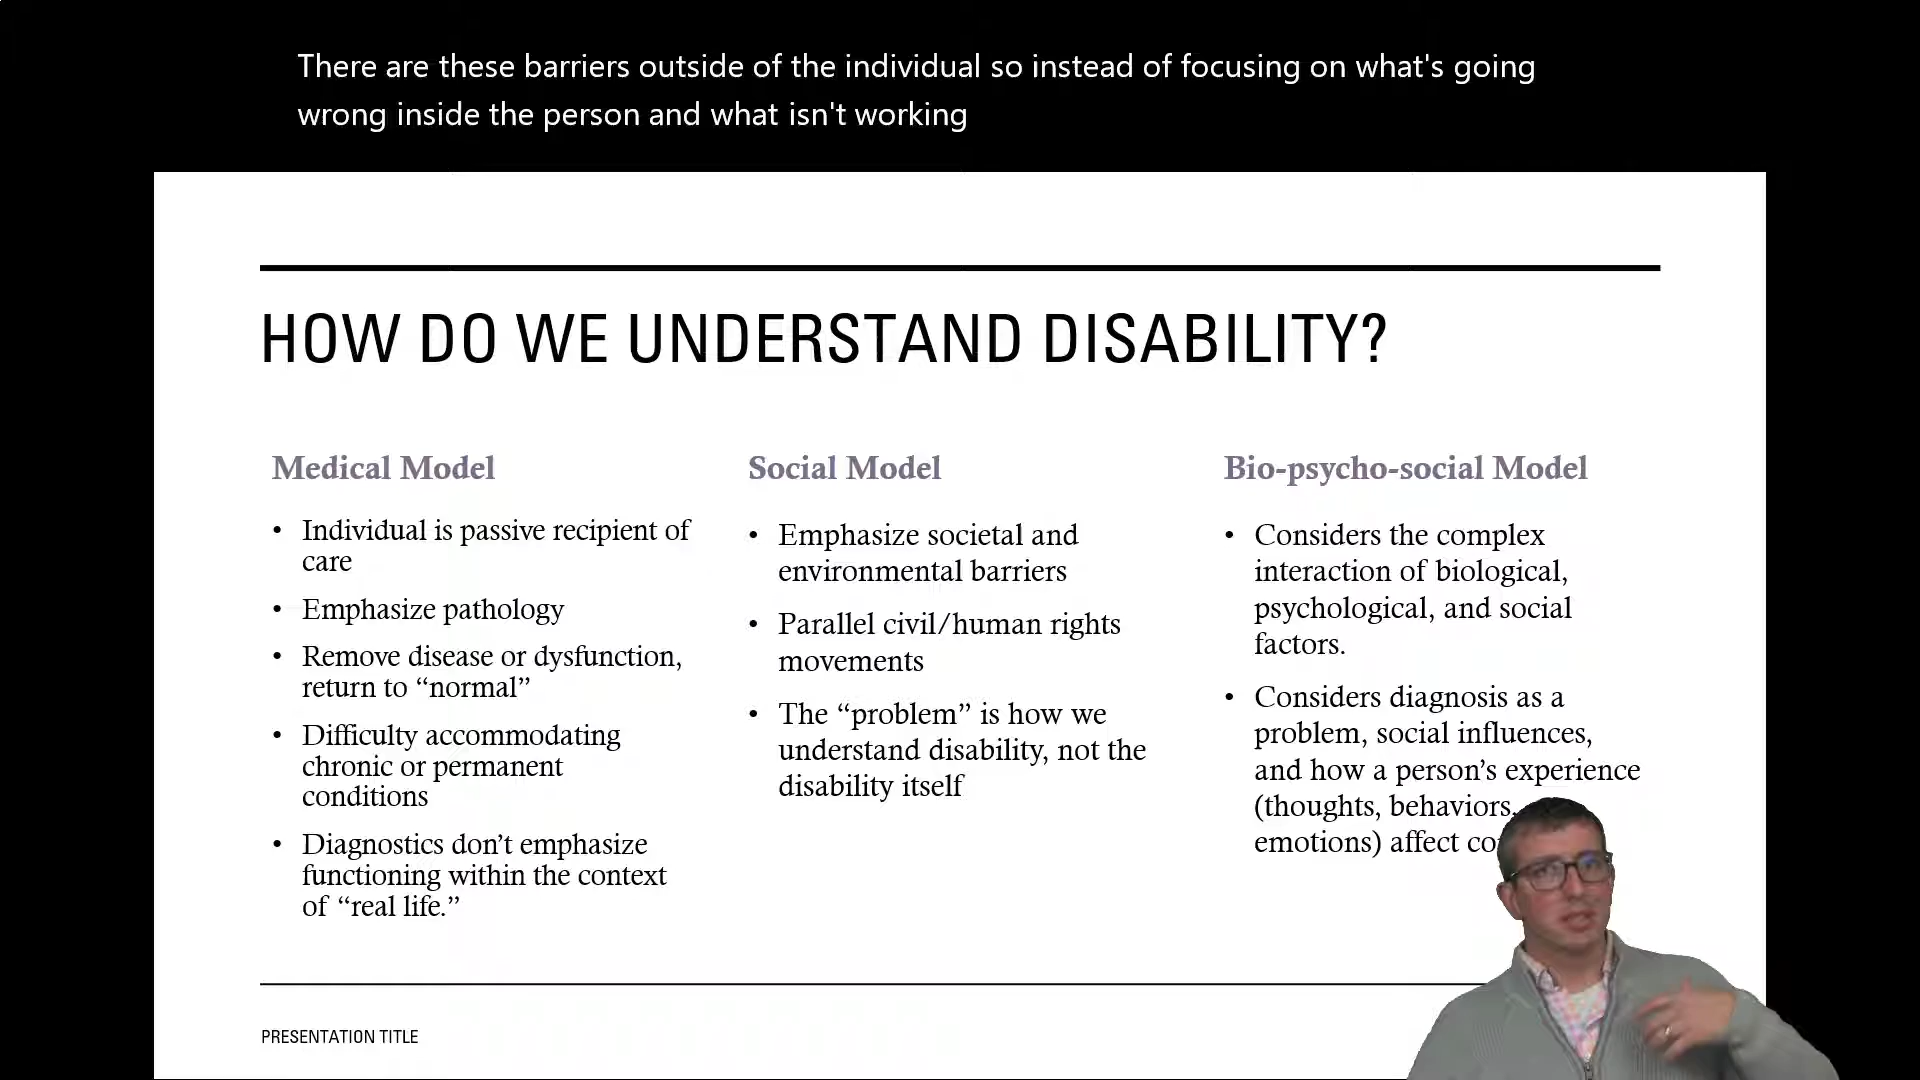 There are these barriers outside of the individual so instead of focusing on what's going
wrong inside the person and what isn't working
HOW DO WE UNDERSTAND DISABILITY?
Medical Model
• Individual is passive recipient of
care
• Emphasize pathology
• Remove disease or dysfunction,
return to “normal”
• Difficulty accommodating
chronic or permanent
conditions
• Diagnostics don’t emphasize
functioning within the context
of “real life.”
Social Model
• Emphasize societal and
environmental barriers
• Parallel civil/human rights
movements
• The “problem” is how we
understand disability, not the
disability itself
Bio-psycho-social Model
• Considers the complex
interaction of biological,
psychological, and social
factors.
• Considers diagnosis as a
problem, social influences,
and how a person’s experience
(thoughts, behaviors,
emotions) affect
PRESENTATION TITLE